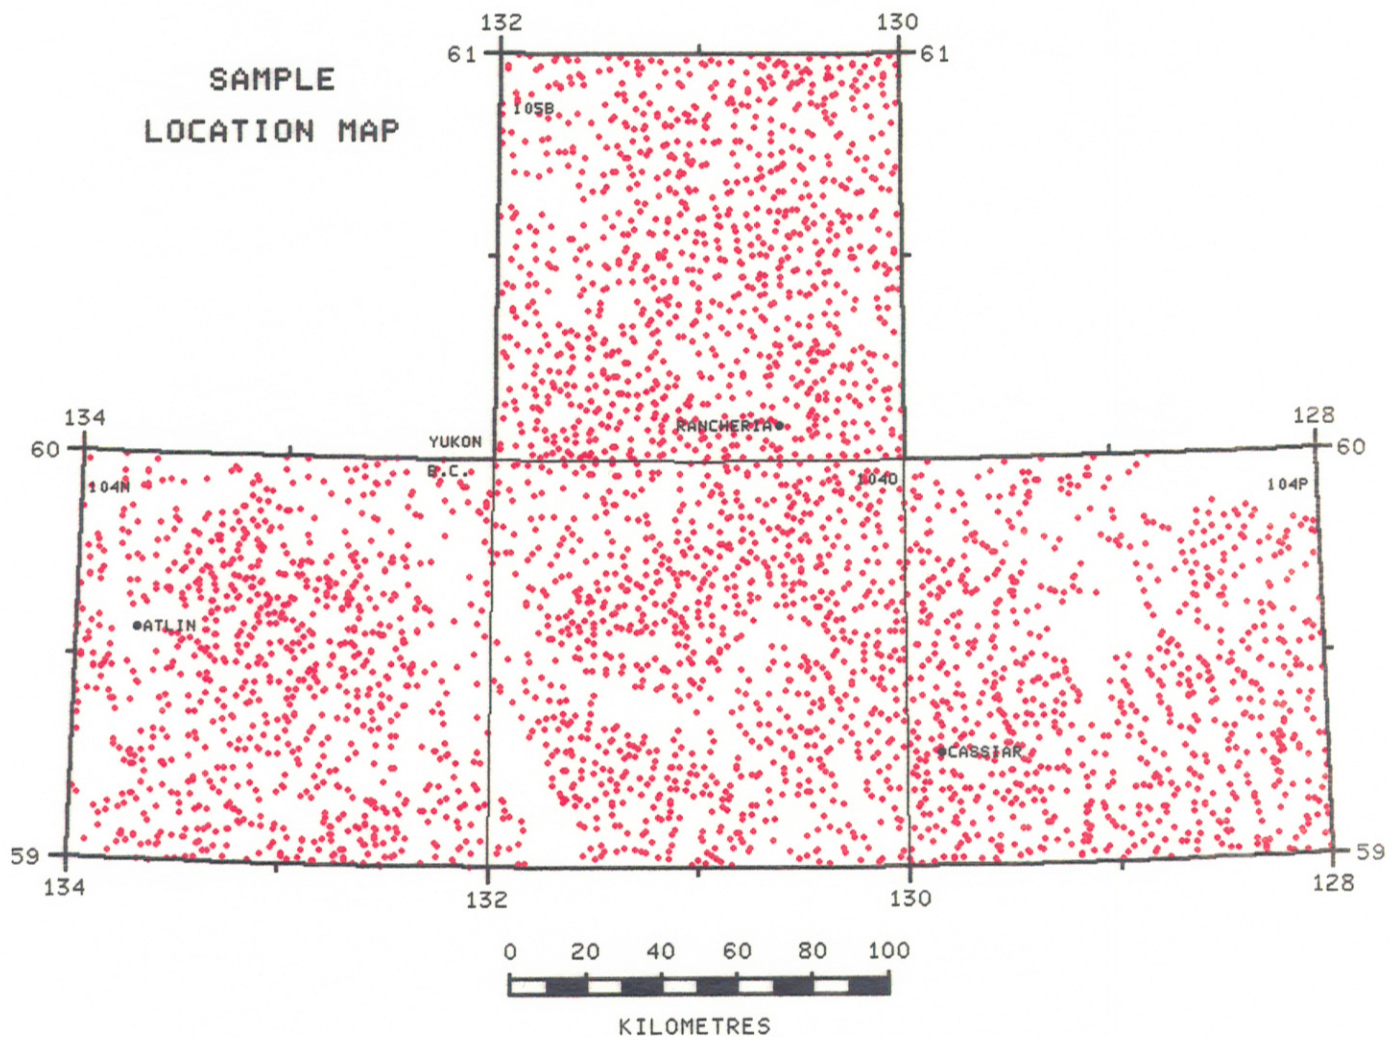 132 130
61 61
SAMPLE
LOCATION MAP
105B
134 128
RANCHERIA
60 YUKON 60
B.C.
104N 104O 104P
ATLIN
CASSIAR
59 59
134 132 130 128
0 20 40 60 80 100
KILOMETRES